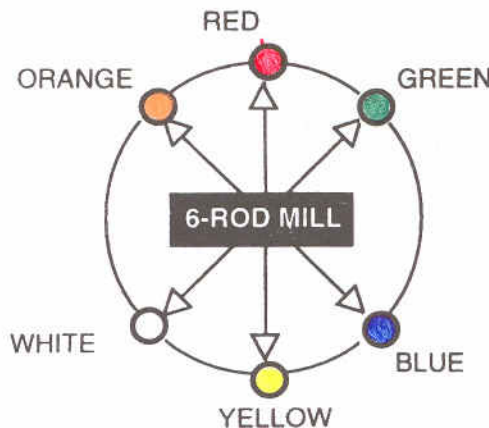 RED
ORANGE
GREEN
6-ROD MILL
WHITE
BLUE
YELLOW